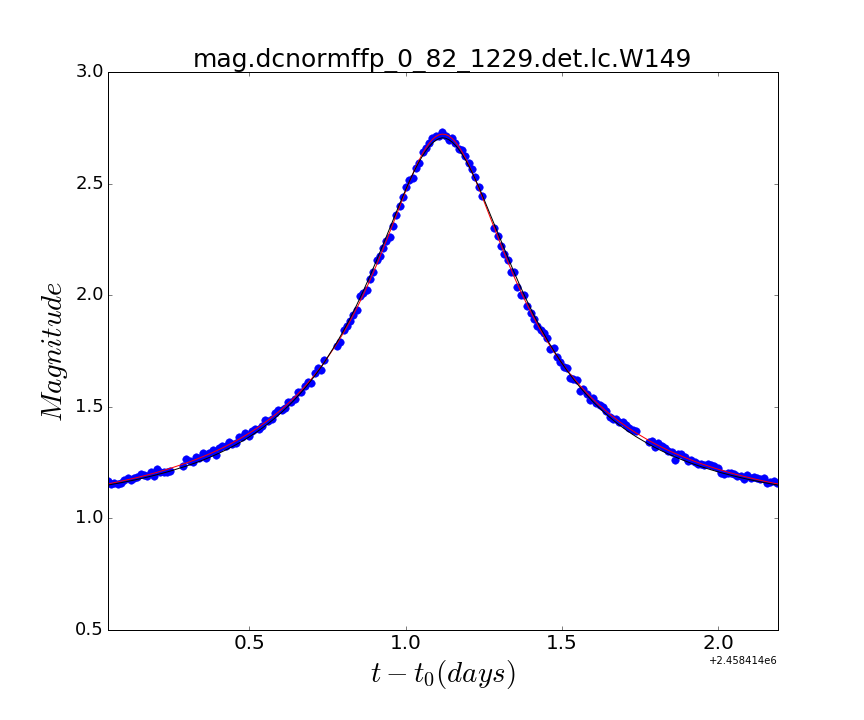 mag.dcnormffp_0_82_1229.det.lc.W149
3.0
2.5
2.0
1.5
1.0
0.5
Magnitude
0.5 1.0 1.5 2.0
+2.458414e6
t − t₀(days)